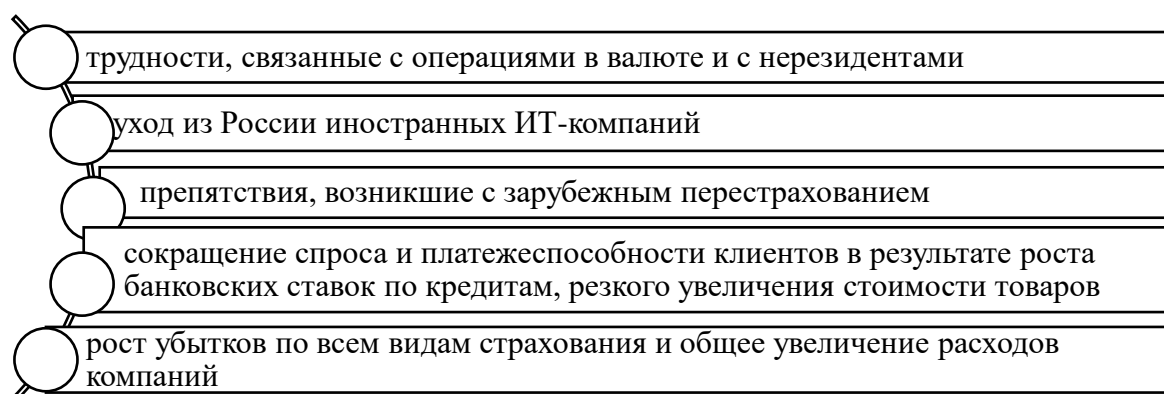 трудности, связанные с операциями в валюте и с нерезидентами
уход из России иностранных ИТ-компаний
препятствия, возникшие с зарубежным перестрахованием
сокращение спроса и платежеспособности клиентов в результате роста
банковских ставок по кредитам, резкого увеличения стоимости товаров
рост убытков по всем видам страхования и общее увеличение расходов
компаний